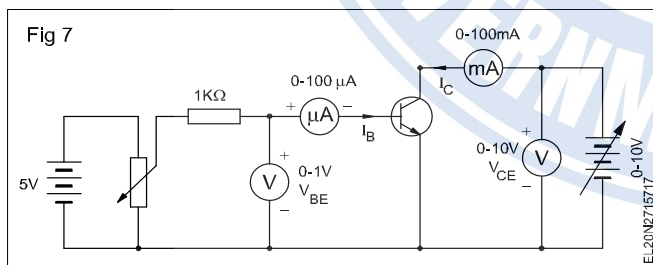 Fig 7
ERNM
0-100mA
mA
I_C
0-100 µA
1KΩ
+ µA −
I_B
5V
+
V
−
0-1V
V_BE
+
V
−
0-10V
V_CE
0-10V
EL20N2715717